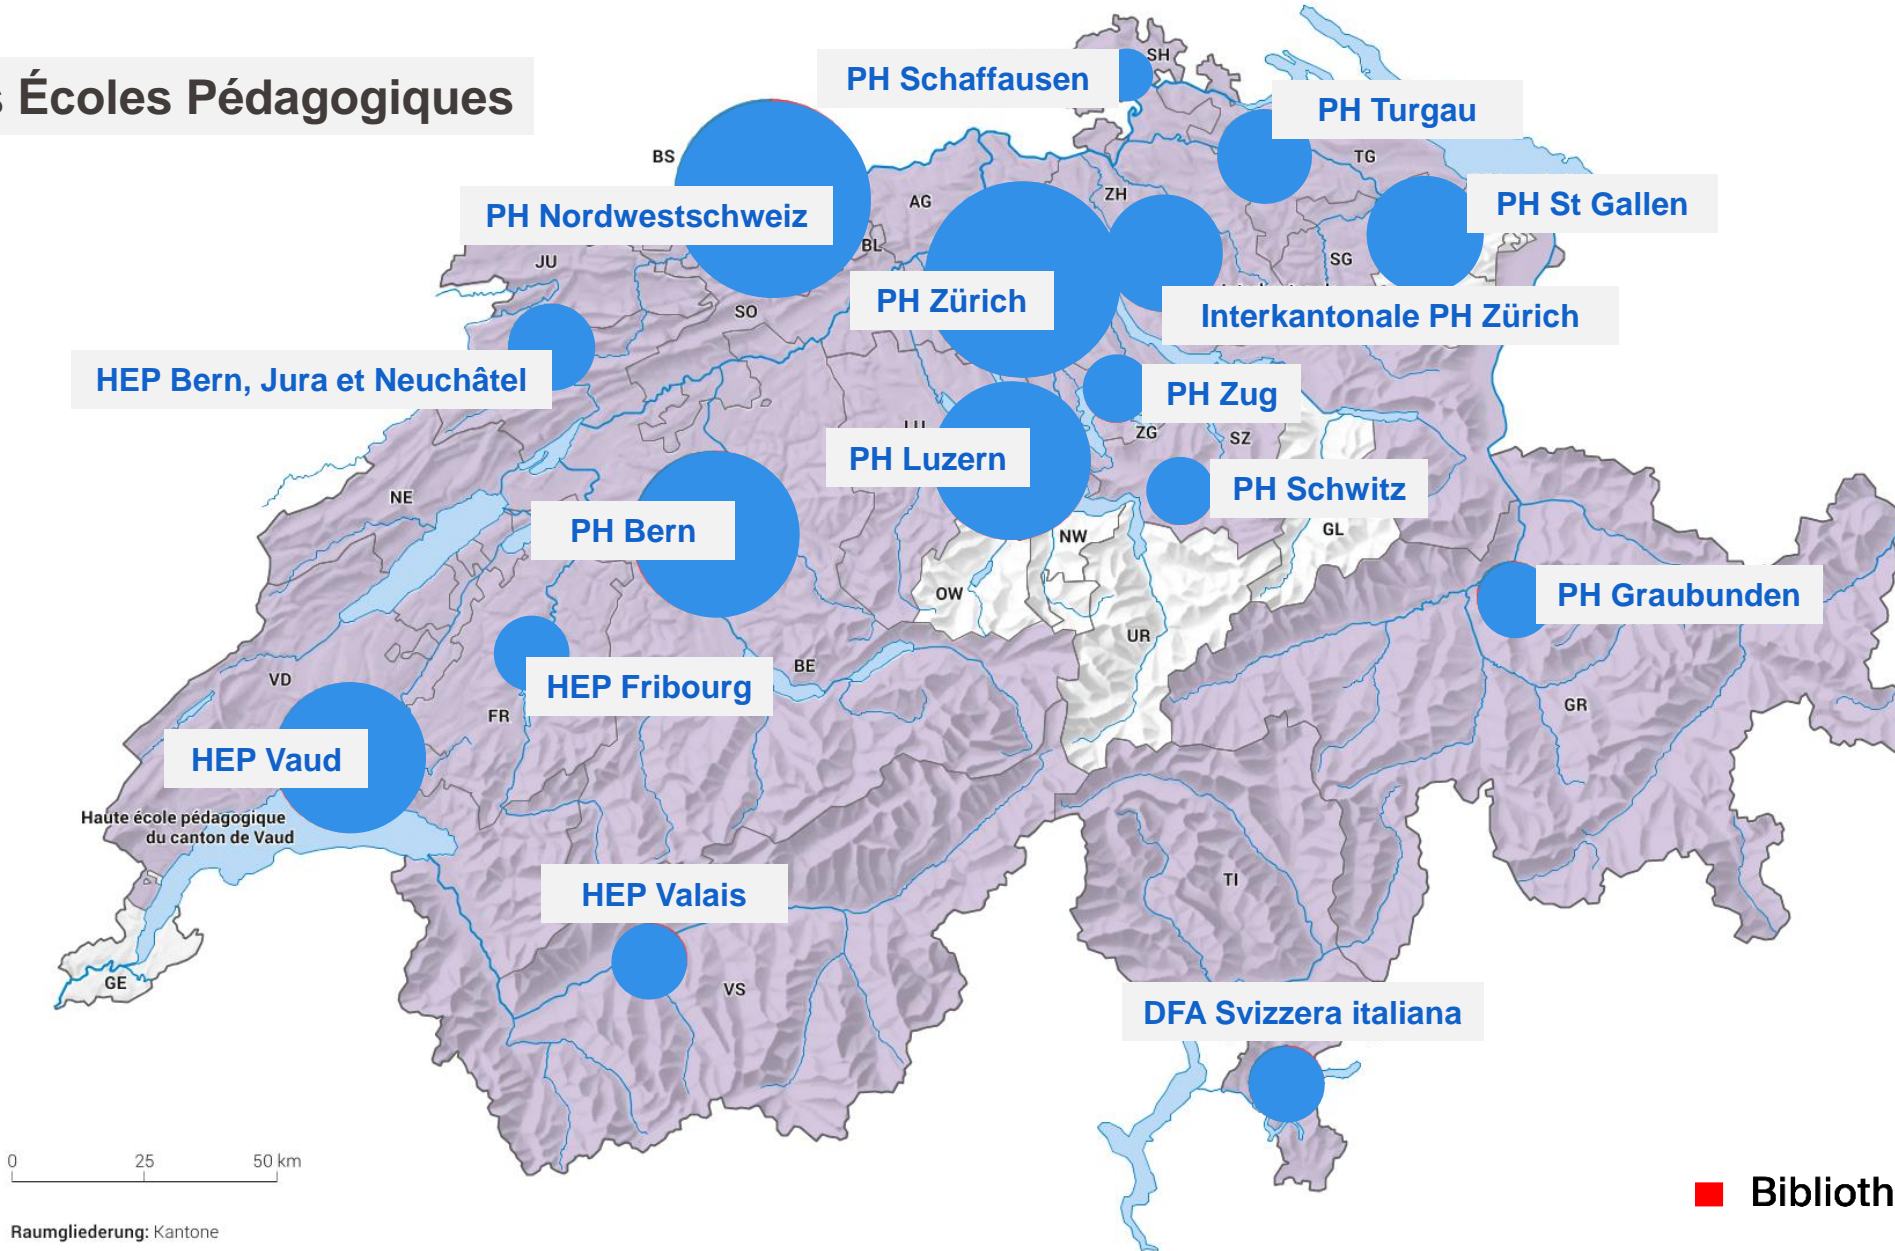 Écoles Pédagogiques
PH Schaffausen
SH
PH Turgau
BS
TG
PH Nordwestschweiz
AG
ZH
PH St Gallen
BL
JU
SG
SO
PH Zürich
Interkantonale PH Zürich
HEP Bern, Jura et Neuchâtel
PH Zug
ZG
SZ
LU
PH Luzern
PH Schwitz
NE
PH Bern
NW
GL
OW
PH Graubunden
UR
BE
VD
HEP Fribourg
FR
GR
HEP Vaud
Haute école pédagogique
du canton de Vaud
TI
HEP Valais
GE
VS
DFA Svizzera italiana
0 25 50 km
Biblioth
Raumgliederung: Kantone